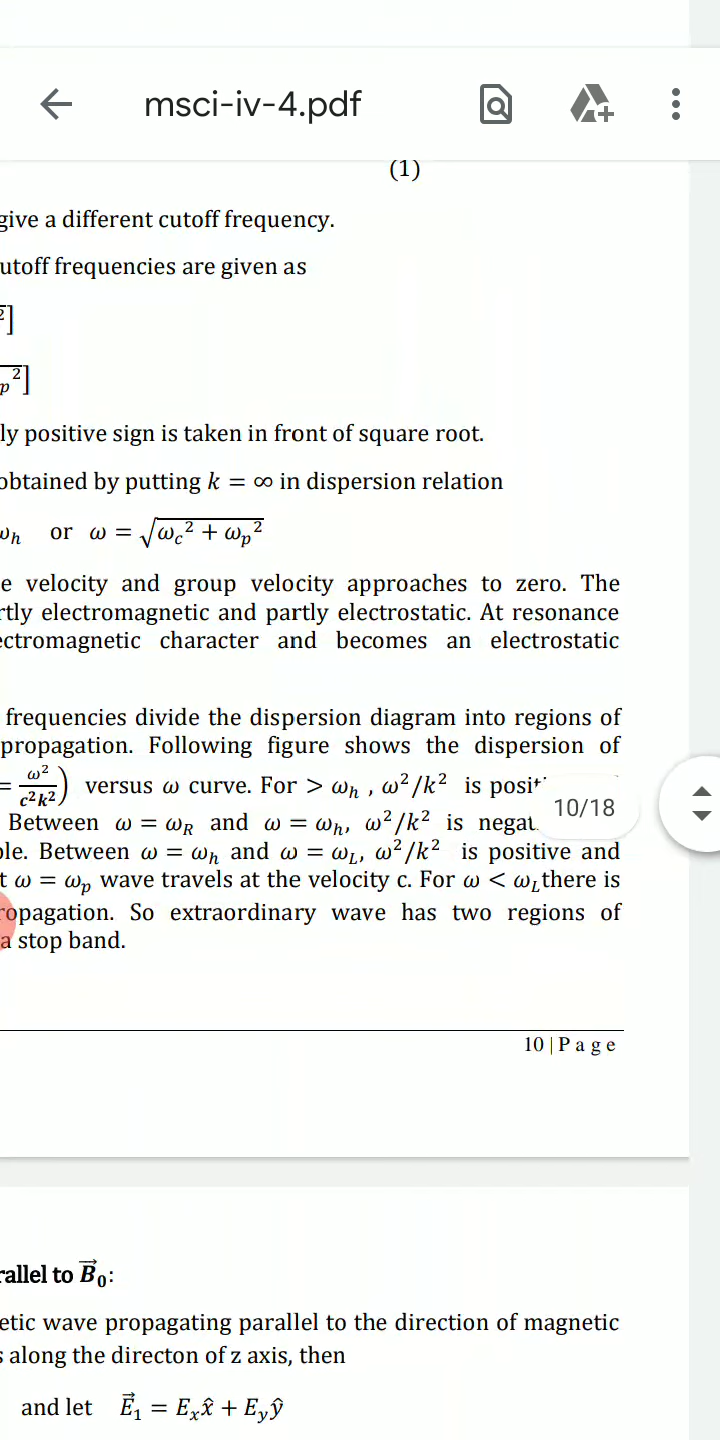 msci-iv-4.pdf
(1)
give a different cutoff frequency.
utoff frequencies are given as
²]
p²]
ly positive sign is taken in front of square root.
obtained by putting k = ∞ in dispersion relation
ωh or ω = √(ωc² + ωp²)
e velocity and group velocity approaches to zero. The
rtly electromagnetic and partly electrostatic. At resonance
ectromagnetic character and becomes an electrostatic
frequencies divide the dispersion diagram into regions of
propagation. Following figure shows the dispersion of
= ω²/c²k²) versus ω curve. For > ωh , ω²/k² is posit
10/18
Between ω = ωR and ω = ωh, ω²/k² is negat
ole. Between ω = ωh and ω = ωL, ω²/k² is positive and
t ω = ωp wave travels at the velocity c. For ω < ωL there is
ropagation. So extraordinary wave has two regions of
a stop band.
10 | P a g e
rallel to B⃗₀:
etic wave propagating parallel to the direction of magnetic
s along the directon of z axis, then
and let E⃗₁ = Exx̂ + Eyŷ